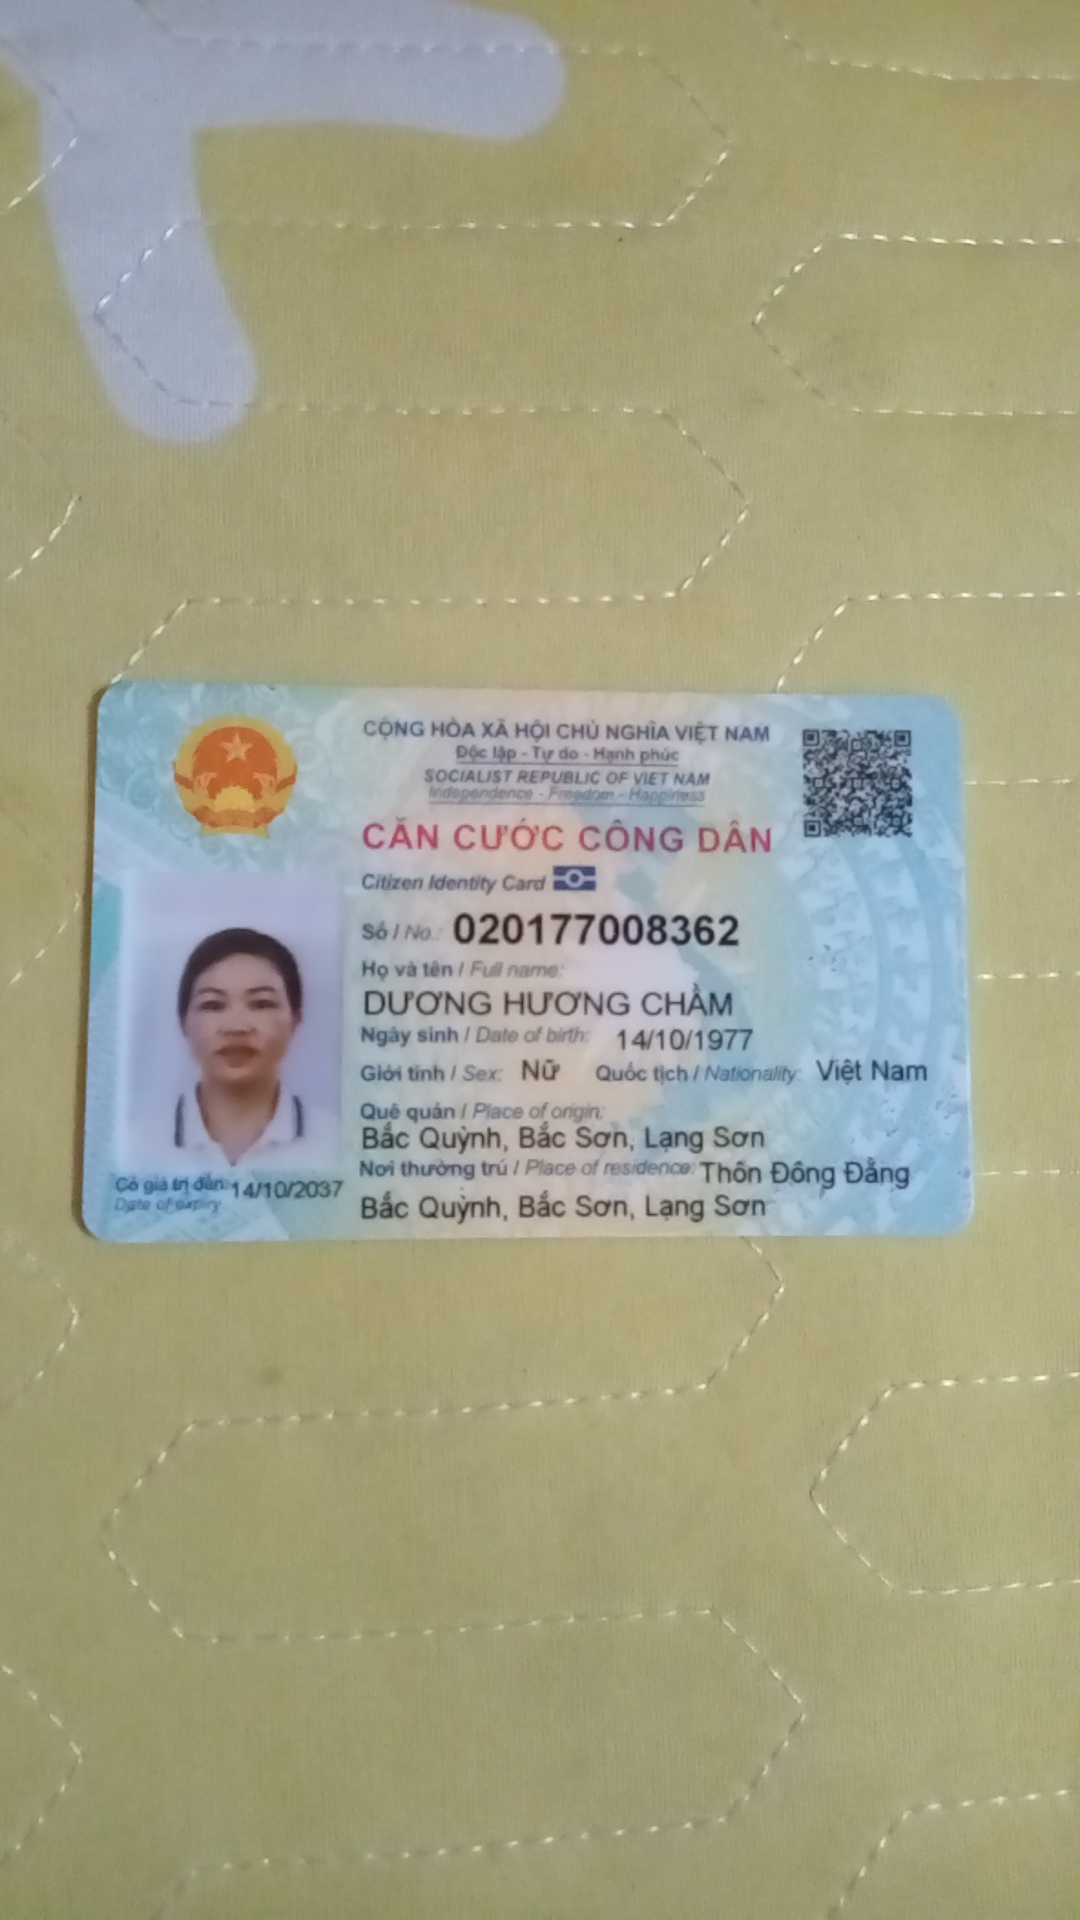 CỘNG HÒA XÃ HỘI CHỦ NGHĨA VIỆT NAM
Độc lập - Tự do - Hạnh phúc
SOCIALIST REPUBLIC OF VIET NAM
Independence - Freedom - Happiness
CĂN CƯỚC CÔNG DÂN
Citizen Identity Card
Số / No.: 020177008362
Họ và tên / Full name:
DƯƠNG HƯƠNG CHẦM
Ngày sinh / Date of birth: 14/10/1977
Giới tính / Sex: Nữ Quốc tịch / Nationality: Việt Nam
Quê quán / Place of origin:
Bắc Quỳnh, Bắc Sơn, Lạng Sơn
Nơi thường trú / Place of residence: Thôn Đông Đằng
Bắc Quỳnh, Bắc Sơn, Lạng Sơn
Có giá trị đến: 14/10/2037
Date of expiry